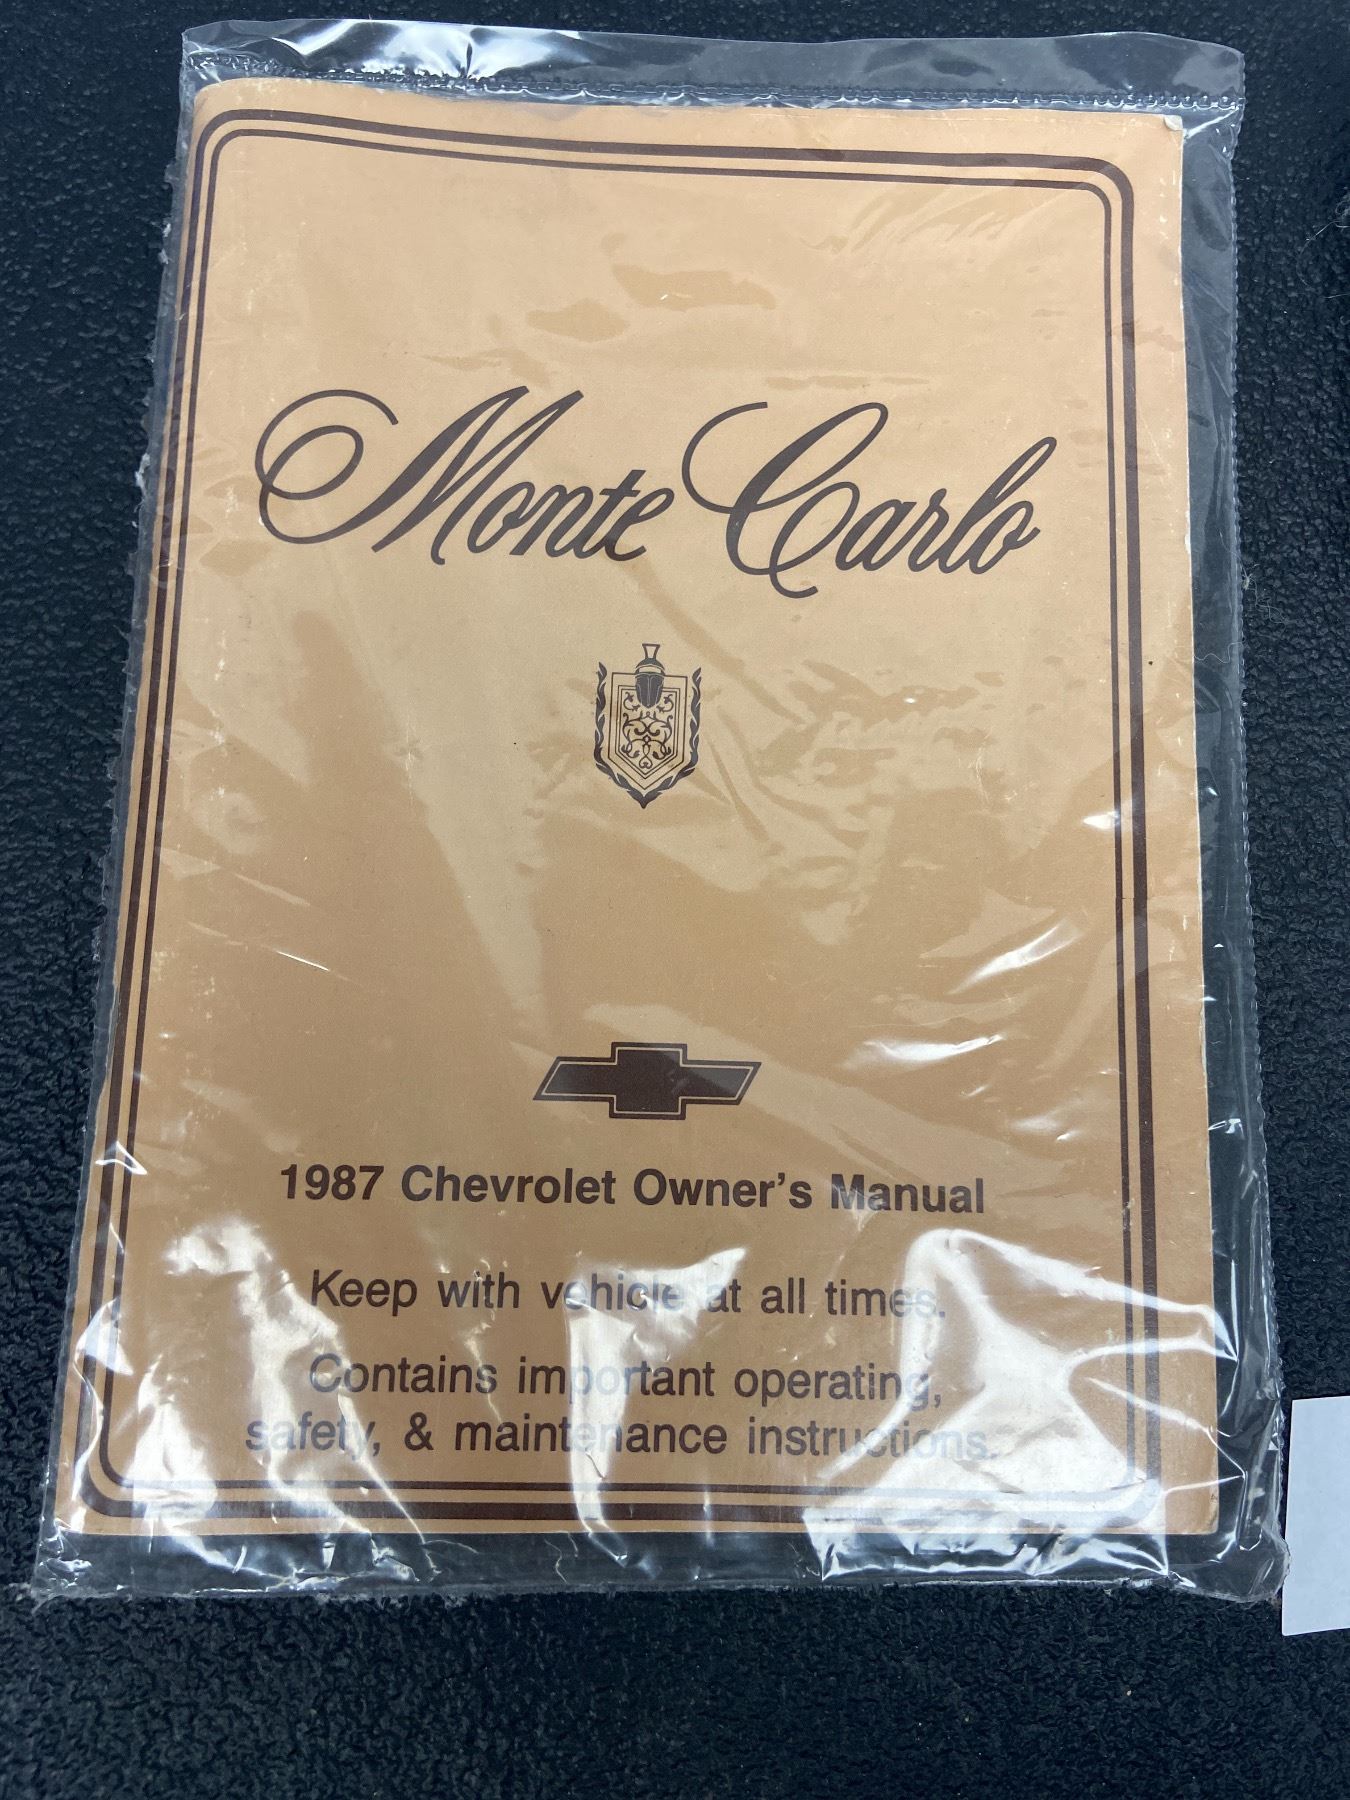 Monte Carlo
1987 Chevrolet Owner's Manual
Keep with vehicle at all times.
Contains important operating,
safety, & maintenance instructions.